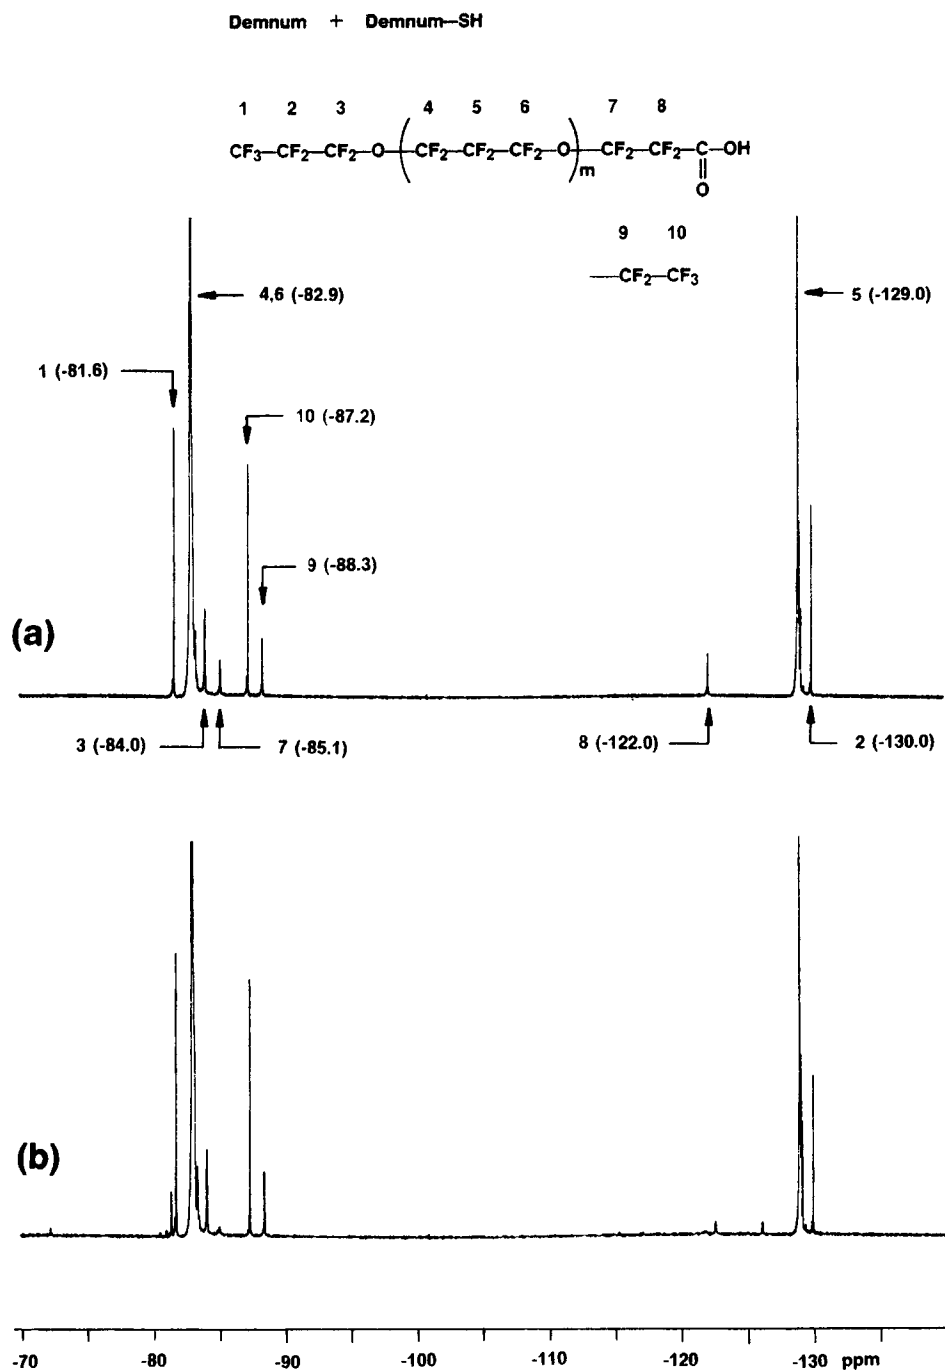 Demnum + Demnum—SH
1 2 3 4 5 6 7 8
CF3—CF2—CF2—O—(CF2—CF2—CF2—O)m—CF2—CF2—C—OH
O
9 10
—CF2—CF3
4,6 (-82.9)
5 (-129.0)
1 (-81.6)
10 (-87.2)
9 (-88.3)
(a)
3 (-84.0)
7 (-85.1)
8 (-122.0)
2 (-130.0)
(b)
-70 -80 -90 -100 -110 -120 -130 ppm